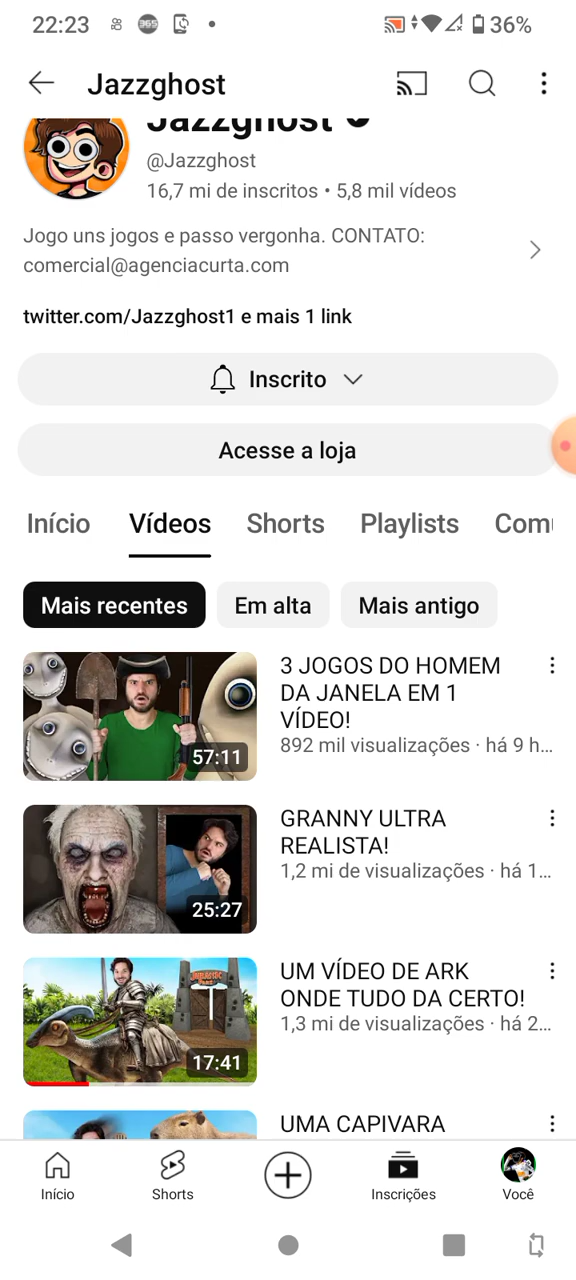 22:23
365
36%
Jazzghost
Jazzghost
@Jazzghost
16,7 mi de inscritos • 5,8 mil vídeos
Jogo uns jogos e passo vergonha. CONTATO:
comercial@agenciacurta.com
twitter.com/Jazzghost1 e mais 1 link
Inscrito
Acesse a loja
Início Vídeos Shorts Playlists Com
Mais recentes Em alta Mais antigo
3 JOGOS DO HOMEM
DA JANELA EM 1
VÍDEO!
892 mil visualizações · há 9 h...
57:11
GRANNY ULTRA
REALISTA!
1,2 mi de visualizações · há 1...
25:27
UM VÍDEO DE ARK
ONDE TUDO DA CERTO!
1,3 mi de visualizações · há 2...
17:41
UMA CAPIVARA
Início Shorts Inscrições Você